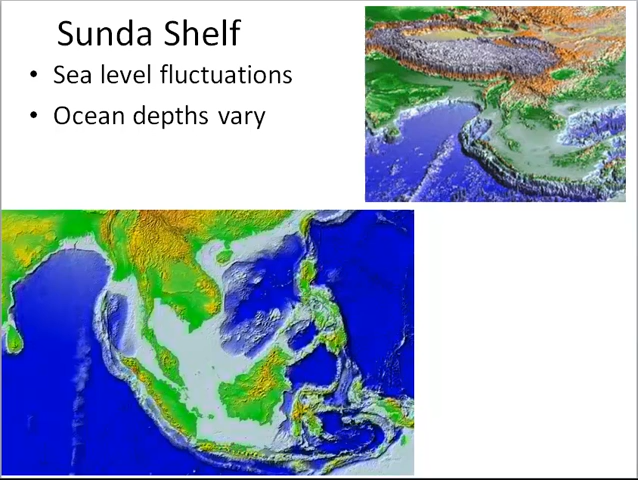 Sunda Shelf
• Sea level fluctuations
• Ocean depths vary